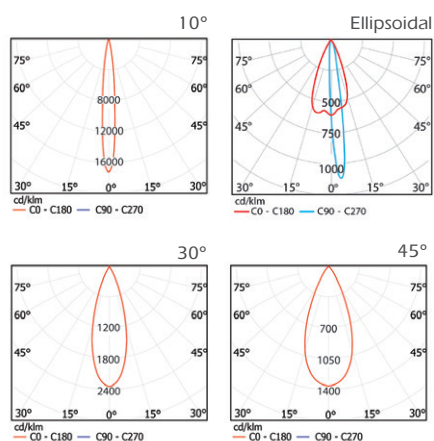 10°
75° 75°
60° 60°
8000
45° 45°
12000
16000
30° 15° 0° 15° 30°
cd/klm
C0 - C180 C90 - C270
Ellipsoidal
75° 75°
60° 60°
500
45° 45°
750
1000
30° 15° 0° 15° 30°
cd/klm
C0 - C180 C90 - C270
30°
75° 75°
60° 60°
1200
45° 45°
1800
2400
30° 15° 0° 15° 30°
cd/klm
C0 - C180 C90 - C270
45°
75° 75°
60° 60°
700
45° 45°
1050
1400
30° 15° 0° 15° 30°
cd/klm
C0 - C180 C90 - C270